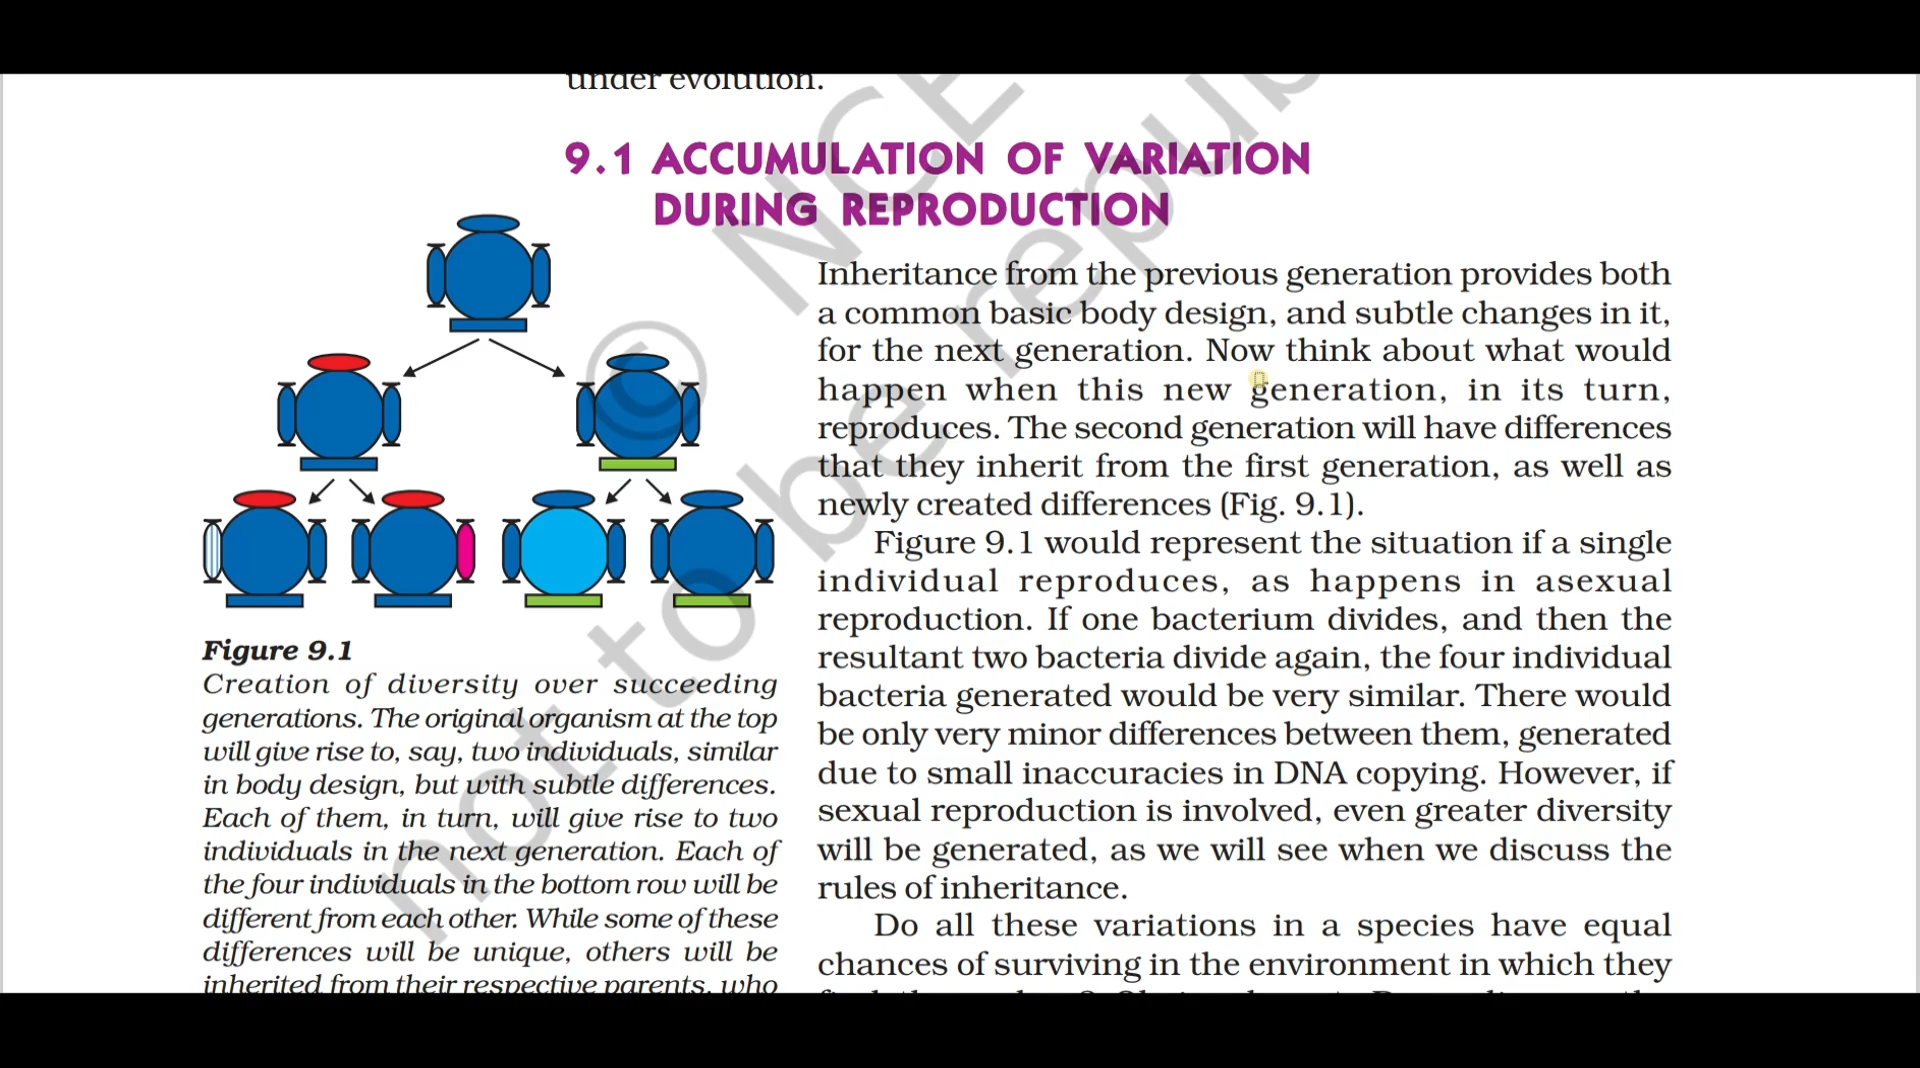 under evolution.
9.1 ACCUMULATION OF VARIATION
DURING REPRODUCTION
Inheritance from the previous generation provides both
a common basic body design, and subtle changes in it,
for the next generation. Now think about what would
happen when this new generation, in its turn,
reproduces. The second generation will have differences
that they inherit from the first generation, as well as
newly created differences (Fig. 9.1).
Figure 9.1 would represent the situation if a single
individual reproduces, as happens in asexual
reproduction. If one bacterium divides, and then the
resultant two bacteria divide again, the four individual
bacteria generated would be very similar. There would
be only very minor differences between them, generated
due to small inaccuracies in DNA copying. However, if
sexual reproduction is involved, even greater diversity
will be generated, as we will see when we discuss the
rules of inheritance.
Do all these variations in a species have equal
chances of surviving in the environment in which they
Figure 9.1
Creation of diversity over succeeding
generations. The original organism at the top
will give rise to, say, two individuals, similar
in body design, but with subtle differences.
Each of them, in turn, will give rise to two
individuals in the next generation. Each of
the four individuals in the bottom row will be
different from each other. While some of these
differences will be unique, others will be
inherited from their respective parents, who
© NCE
not to be repub